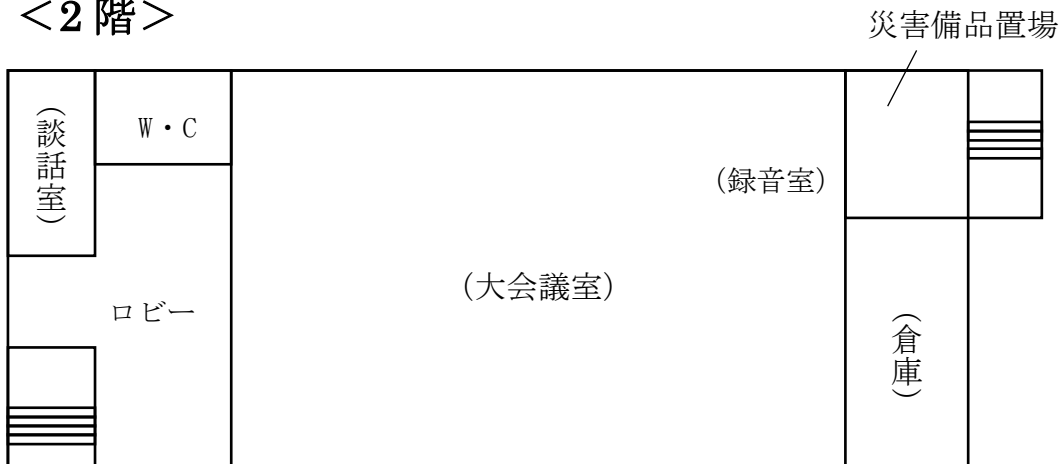 ＜2 階＞
災害備品置場
（談話室）
W・C
（録音室）
（大会議室）
ロビー
（倉庫）